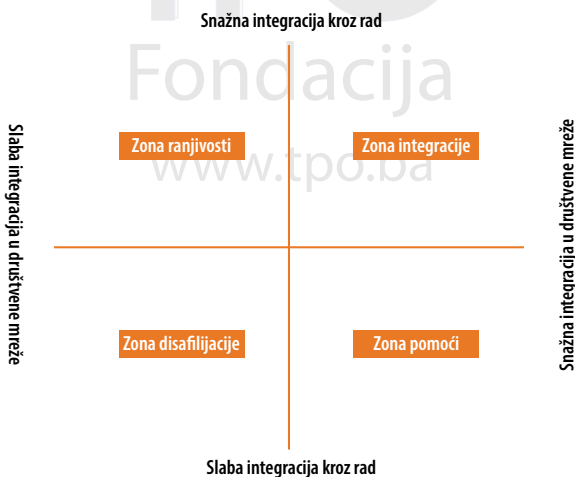 Snažna integracija kroz rad
Fondacija
Zona ranjivosti
Zona integracije
www.tpo.ba
Slaba integracija u društvene mreže
Snažna integracija u društvene mreže
Zona disafilijacije
Zona pomoći
Slaba integracija kroz rad